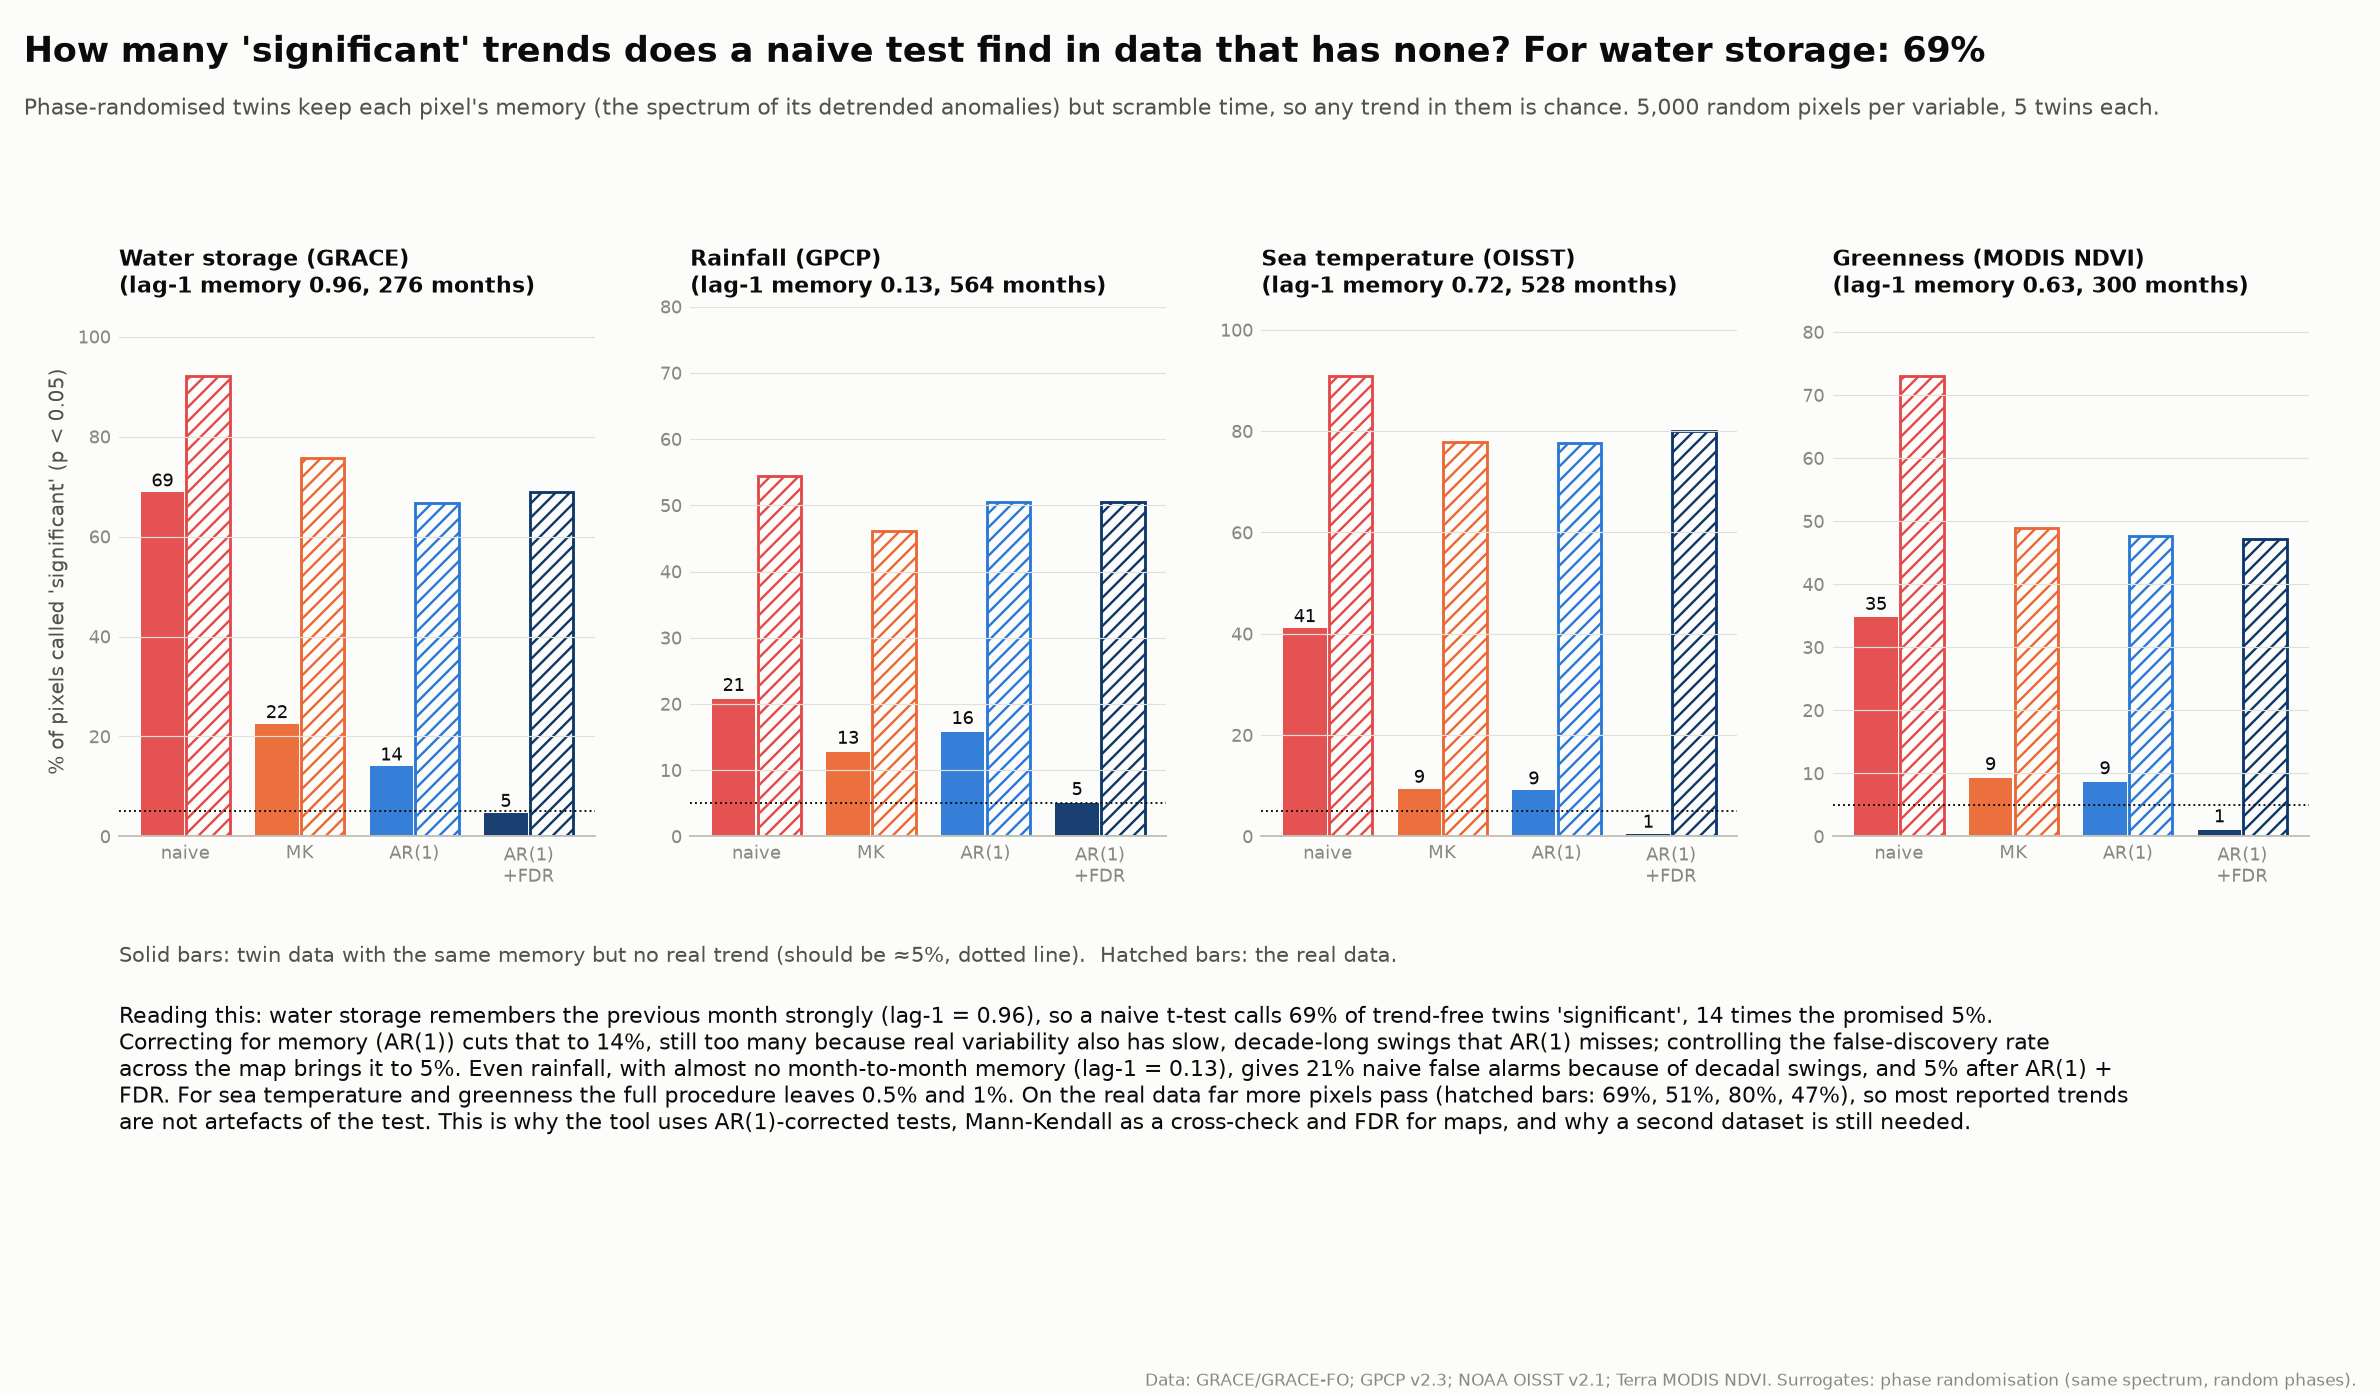 How many 'significant' trends does a naive test find in data that has none? For water storage: 69%
Phase-randomised twins keep each pixel's memory (the spectrum of its detrended anomalies) but scramble time, so any trend in them is chance. 5,000 random pixels per variable, 5 twins each.
Water storage (GRACE)
(lag-1 memory 0.96, 276 months)
% of pixels called 'significant' (p < 0.05)
100
80
60
40
20
0
69
22
14
5
naive
MK
AR(1)
AR(1)
+FDR
Rainfall (GPCP)
(lag-1 memory 0.13, 564 months)
80
70
60
50
40
30
20
10
0
21
13
16
5
naive
MK
AR(1)
AR(1)
+FDR
Sea temperature (OISST)
(lag-1 memory 0.72, 528 months)
100
80
60
40
20
0
41
9
9
1
naive
MK
AR(1)
AR(1)
+FDR
Greenness (MODIS NDVI)
(lag-1 memory 0.63, 300 months)
80
70
60
50
40
30
20
10
0
35
9
9
1
naive
MK
AR(1)
AR(1)
+FDR
Solid bars: twin data with the same memory but no real trend (should be ≈5%, dotted line).  Hatched bars: the real data.
Reading this: water storage remembers the previous month strongly (lag-1 = 0.96), so a naive t-test calls 69% of trend-free twins 'significant', 14 times the promised 5%.
Correcting for memory (AR(1)) cuts that to 14%, still too many because real variability also has slow, decade-long swings that AR(1) misses; controlling the false-discovery rate
across the map brings it to 5%. Even rainfall, with almost no month-to-month memory (lag-1 = 0.13), gives 21% naive false alarms because of decadal swings, and 5% after AR(1) +
FDR. For sea temperature and greenness the full procedure leaves 0.5% and 1%. On the real data far more pixels pass (hatched bars: 69%, 51%, 80%, 47%), so most reported trends
are not artefacts of the test. This is why the tool uses AR(1)-corrected tests, Mann-Kendall as a cross-check and FDR for maps, and why a second dataset is still needed.
Data: GRACE/GRACE-FO; GPCP v2.3; NOAA OISST v2.1; Terra MODIS NDVI. Surrogates: phase randomisation (same spectrum, random phases).